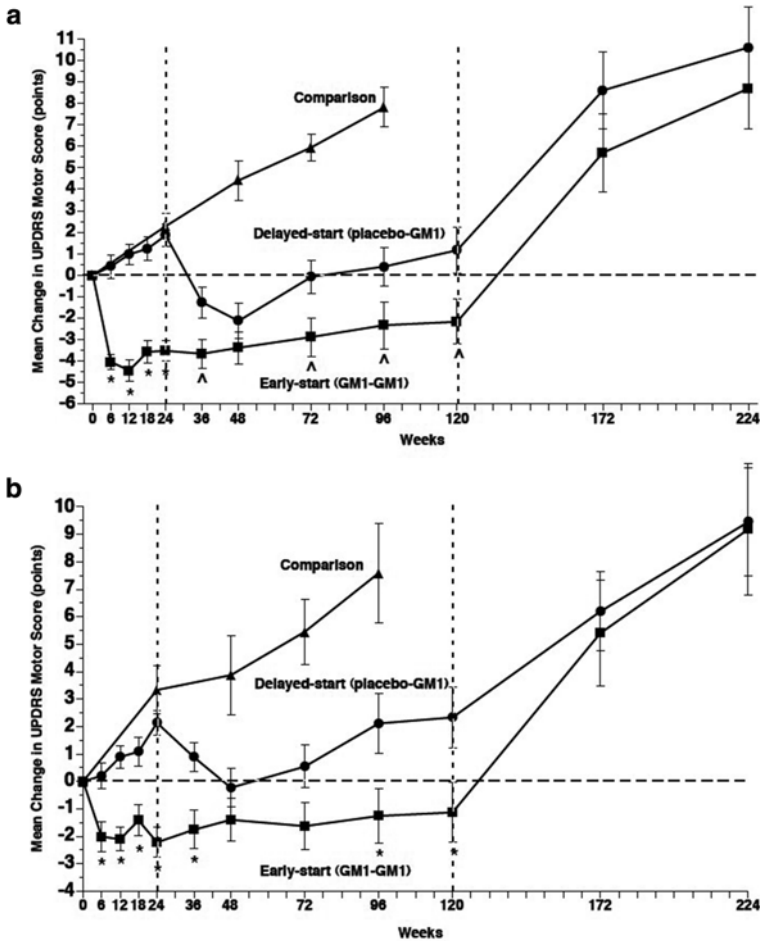 a
11
10
9
8
7
6
5
4
3
2
1
0
-1
-2
-3
-4
-5
-6
Mean Change in UPDRS Motor Score (points)
Comparison
Delayed-start (placebo-GM1)
Early-start (GM1-GM1)
* * * *
^ ^ ^ ^
0 6 12 18 24 36 48 72 96 120 172 224
Weeks
b
10
9
8
7
6
5
4
3
2
1
0
-1
-2
-3
-4
Mean Change in UPDRS Motor Score (points)
Comparison
Delayed-start (placebo-GM1)
Early-start (GM1-GM1)
* * * * * * *
0 6 12 18 24 36 48 72 96 120 172 224
Weeks